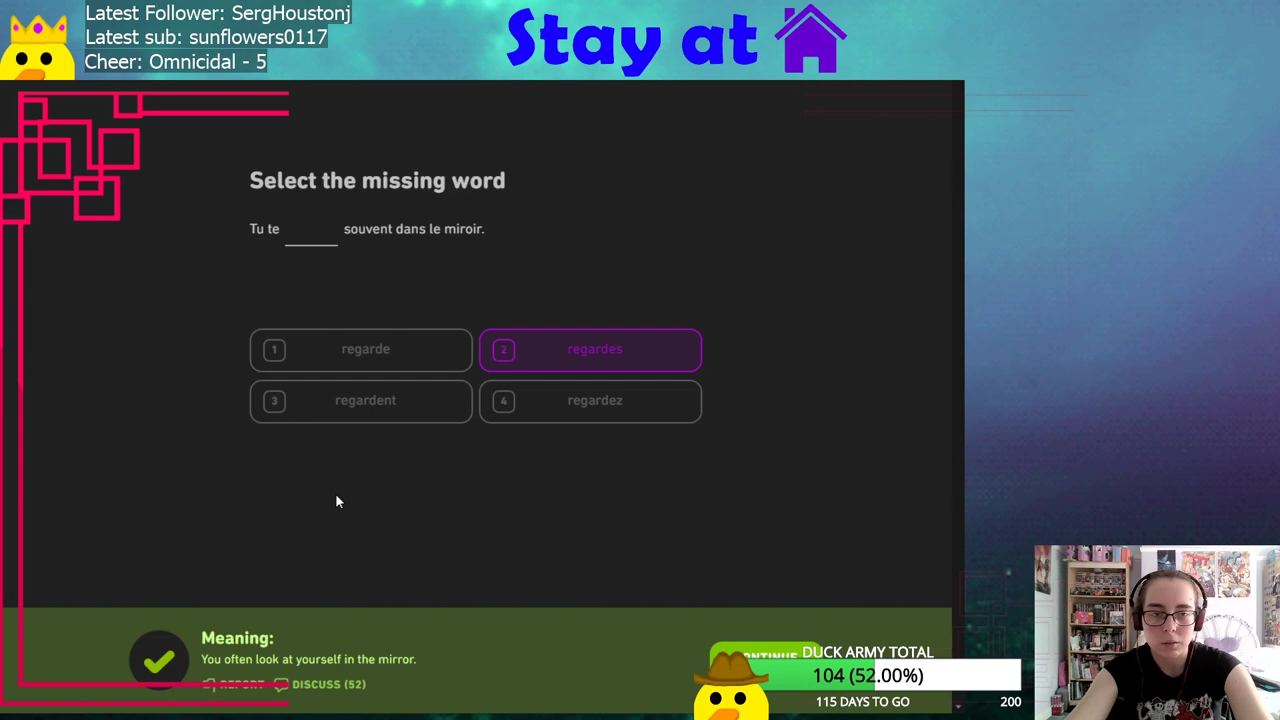 Latest Follower: SergHoustonj
Latest sub: sunflowers0117
Cheer: Omnicidal - 5
Stay at
Select the missing word
Tu te ______ souvent dans le miroir.
1 regarde
2 regardes
3 regardent
4 regardez
Meaning:
You often look at yourself in the mirror.
REPORT DISCUSS (52)
CONTINUE
DUCK ARMY TOTAL
104 (52.00%)
115 DAYS TO GO 200